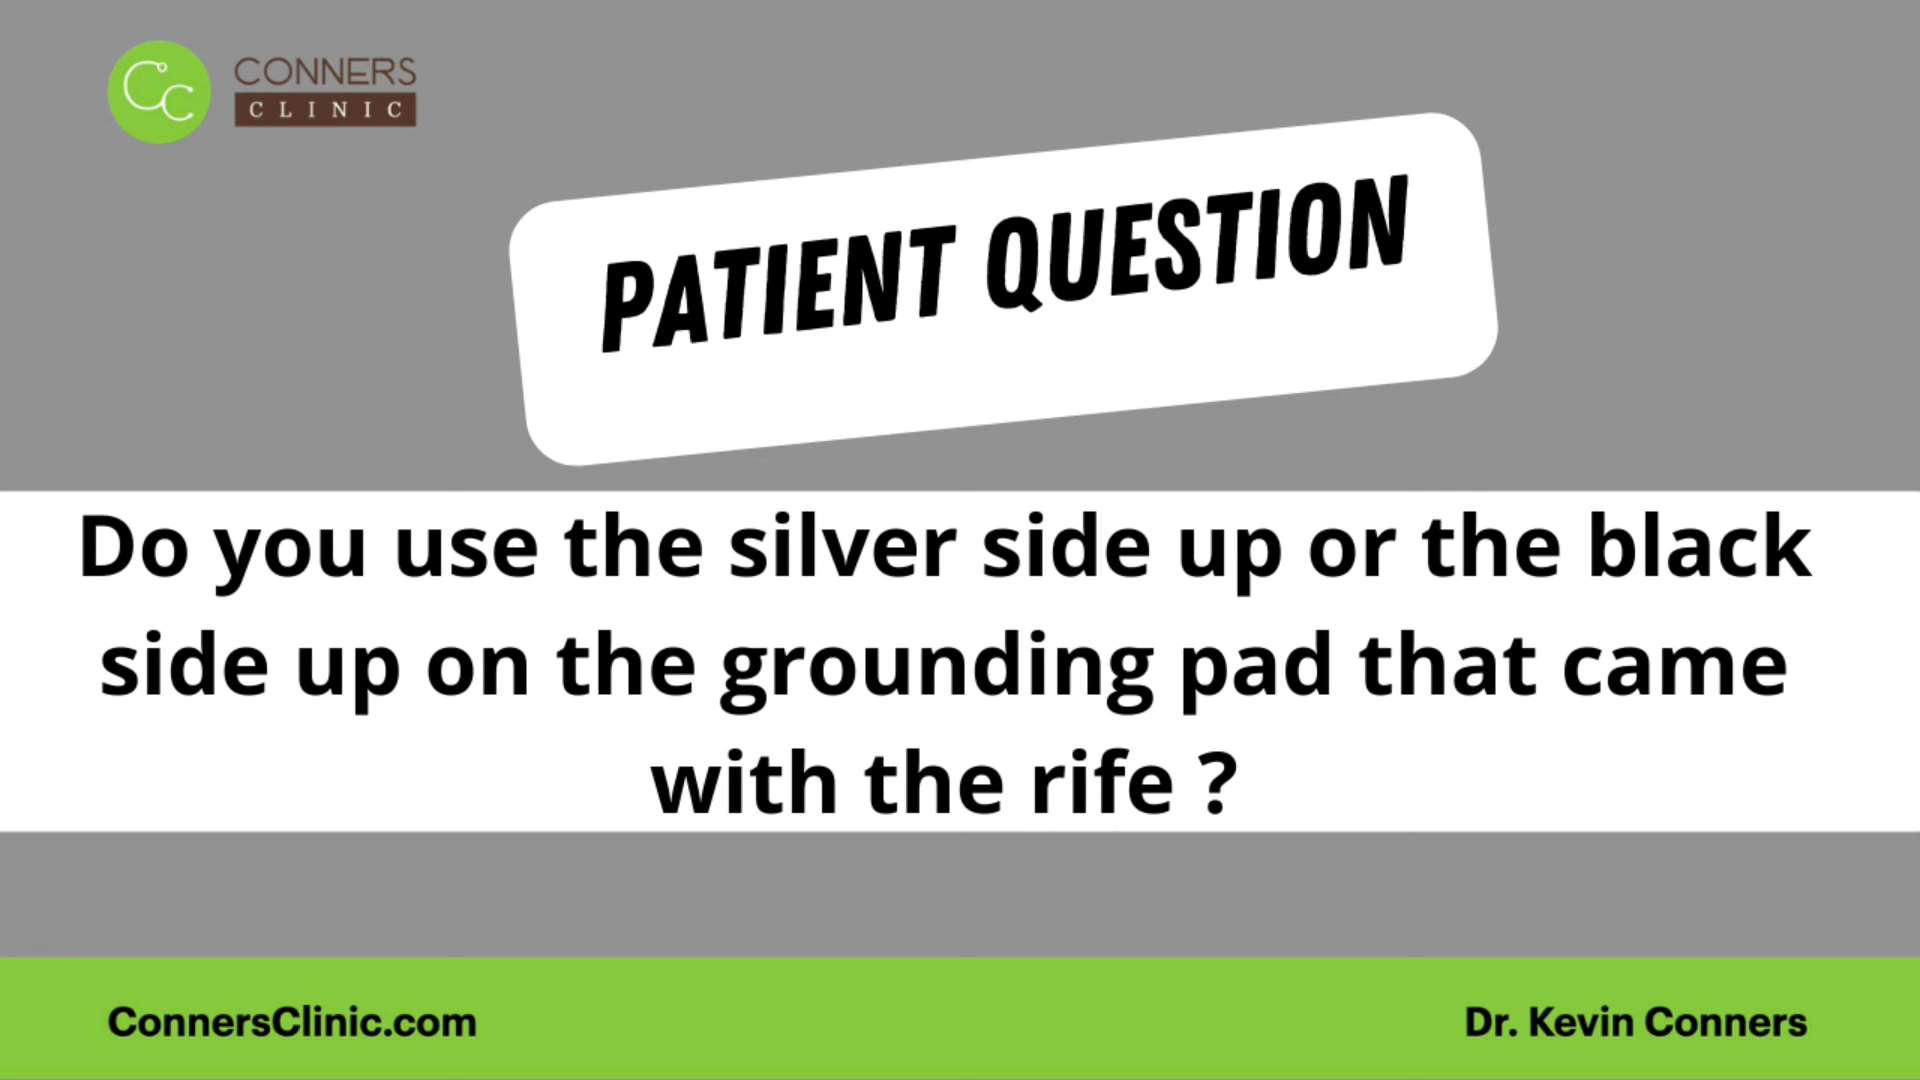 CC
CONNERS
CLINIC
PATIENT QUESTION
Do you use the silver side up or the black
side up on the grounding pad that came
with the rife ?
ConnersClinic.com
Dr. Kevin Conners